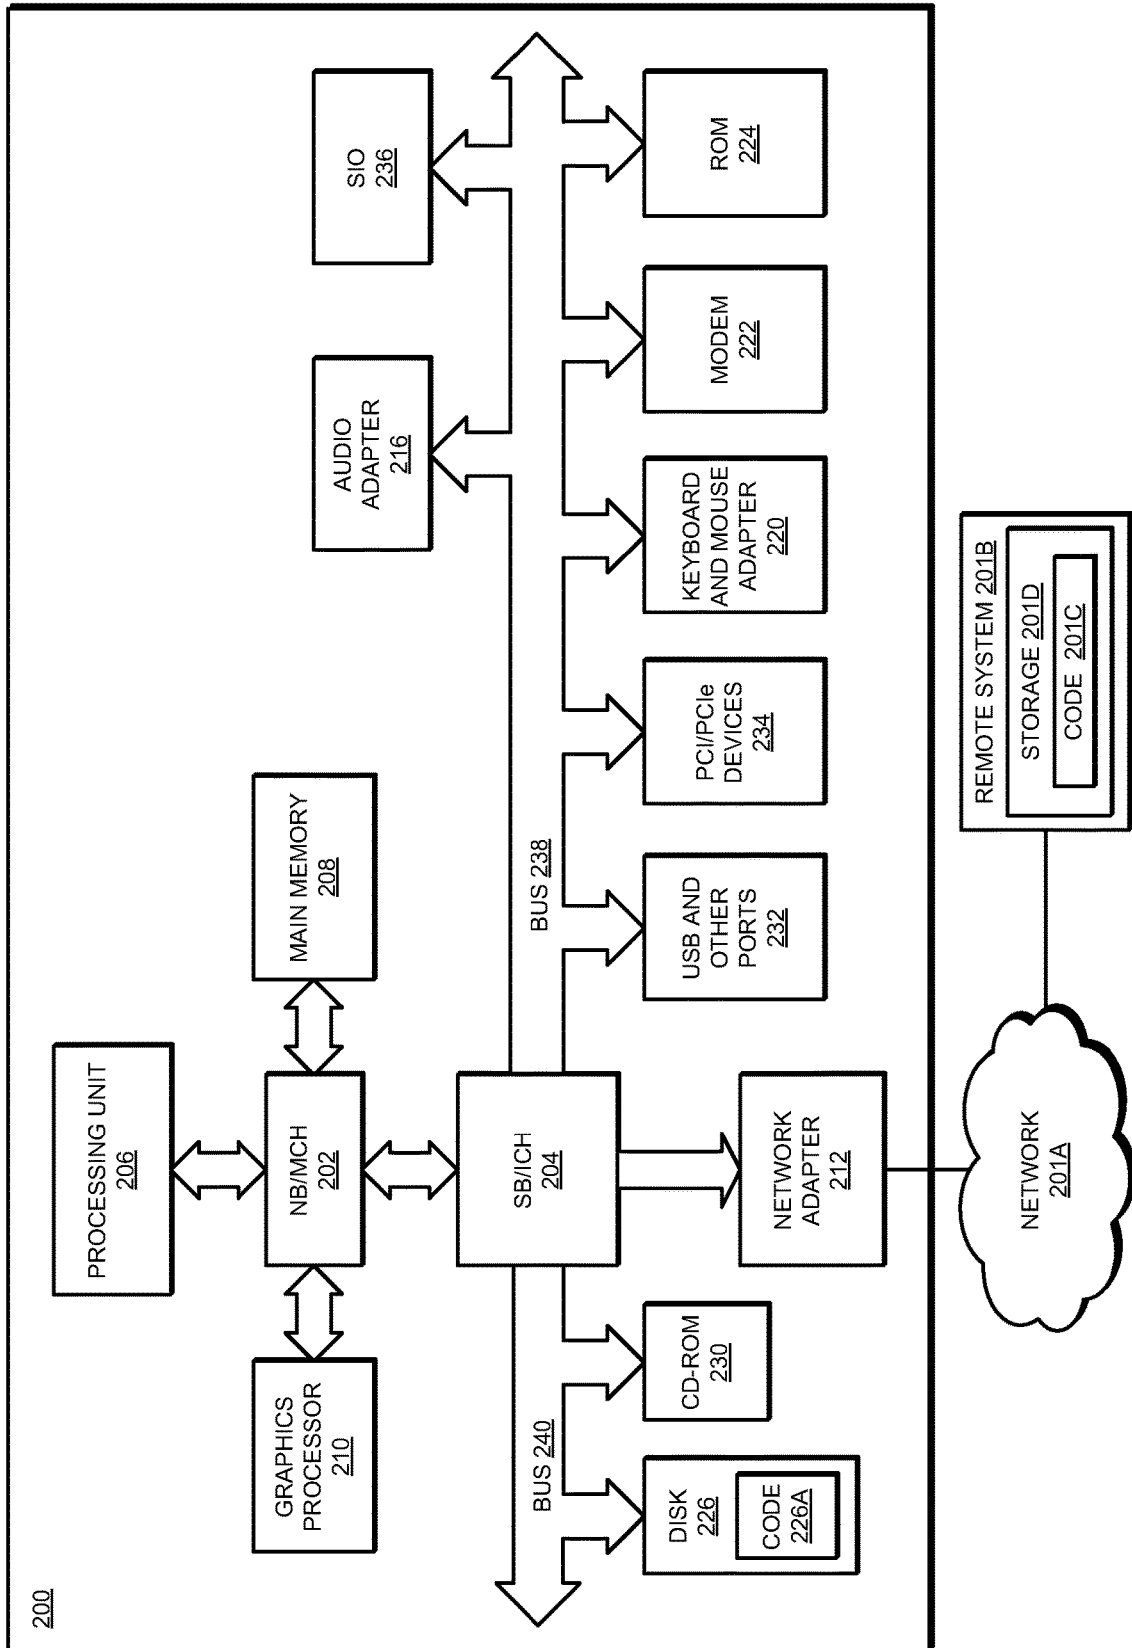 200
PROCESSING UNIT
206
GRAPHICS
PROCESSOR
210
NB/MCH
202
MAIN MEMORY
208
AUDIO
ADAPTER
216
SIO
236
SB/ICH
204
BUS 240
BUS 238
DISK
226
CODE
226A
CD-ROM
230
NETWORK
ADAPTER
212
USB AND
OTHER
PORTS
232
PCI/PCIe
DEVICES
234
KEYBOARD
AND MOUSE
ADAPTER
220
MODEM
222
ROM
224
NETWORK
201A
REMOTE SYSTEM 201B
STORAGE 201D
CODE 201C